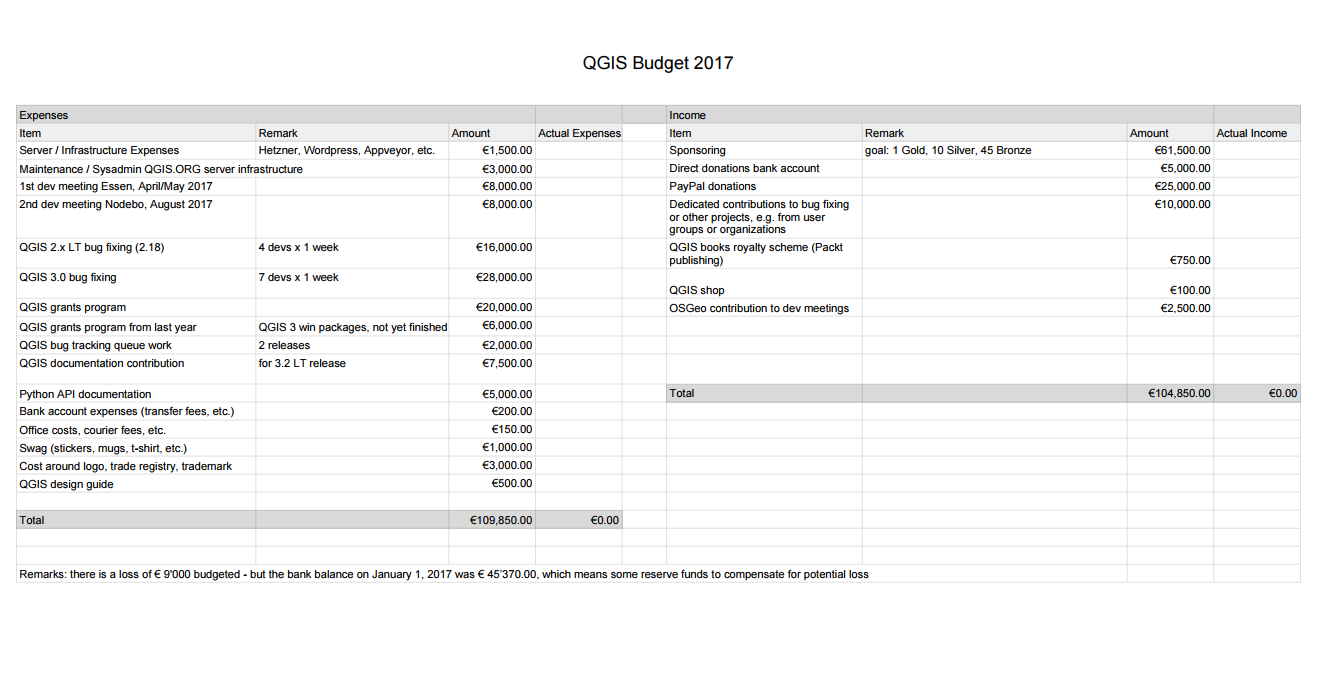 QGIS Budget 2017
Expenses Income
Item Remark Amount Actual Expenses Item Remark Amount Actual Income
Server / Infrastructure Expenses Hetzner, Wordpress, Appveyor, etc. €1,500.00 Sponsoring goal: 1 Gold, 10 Silver, 45 Bronze €61,500.00
Maintenance / Sysadmin QGIS.ORG server infrastructure €3,000.00 Direct donations bank account €5,000.00
1st dev meeting Essen, April/May 2017 €8,000.00 PayPal donations €25,000.00
2nd dev meeting Nodebo, August 2017 €8,000.00 Dedicated contributions to bug fixing €10,000.00
or other projects, e.g. from user
groups or organizations
QGIS 2.x LT bug fixing (2.18) 4 devs x 1 week €16,000.00 QGIS books royalty scheme (Packt
publishing) €750.00
QGIS 3.0 bug fixing 7 devs x 1 week €28,000.00
QGIS shop €100.00
QGIS grants program €20,000.00 OSGeo contribution to dev meetings €2,500.00
QGIS grants program from last year QGIS 3 win packages, not yet finished €6,000.00
QGIS bug tracking queue work 2 releases €2,000.00
QGIS documentation contribution for 3.2 LT release €7,500.00
Python API documentation €5,000.00 Total €104,850.00 €0.00
Bank account expenses (transfer fees, etc.) €200.00
Office costs, courier fees, etc. €150.00
Swag (stickers, mugs, t-shirt, etc.) €1,000.00
Cost around logo, trade registry, trademark €3,000.00
QGIS design guide €500.00
Total €109,850.00 €0.00
Remarks: there is a loss of € 9'000 budgeted - but the bank balance on January 1, 2017 was € 45'370.00, which means some reserve funds to compensate for potential loss